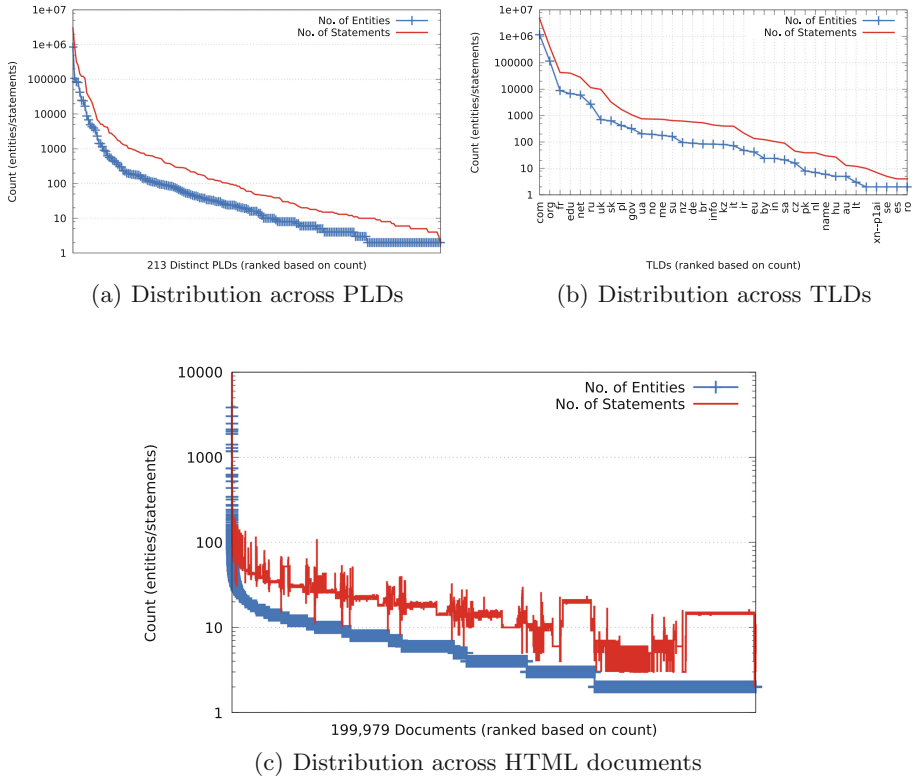 1e+07
1e+06
100000
10000
1000
100
10
1
Count (entities/statements)
No. of Entities
No. of Statements
213 Distinct PLDs (ranked based on count)
(a) Distribution across PLDs
1e+07
1e+06
100000
10000
1000
100
10
1
Count (entities/statements)
No. of Entities
No. of Statements
com
org
fr
edu
net
ru
uk
sk
pl
gov
ua
no
me
su
nz
de
br
info
kz
it
ir
eu
by
in
sa
cz
pk
nl
name
hu
au
lt
xn--p1ai
se
es
ro
TLDs (ranked based on count)
(b) Distribution across TLDs
10000
1000
100
10
1
Count (entities/statements)
No. of Entities
No. of Statements
199,979 Documents (ranked based on count)
(c) Distribution across HTML documents